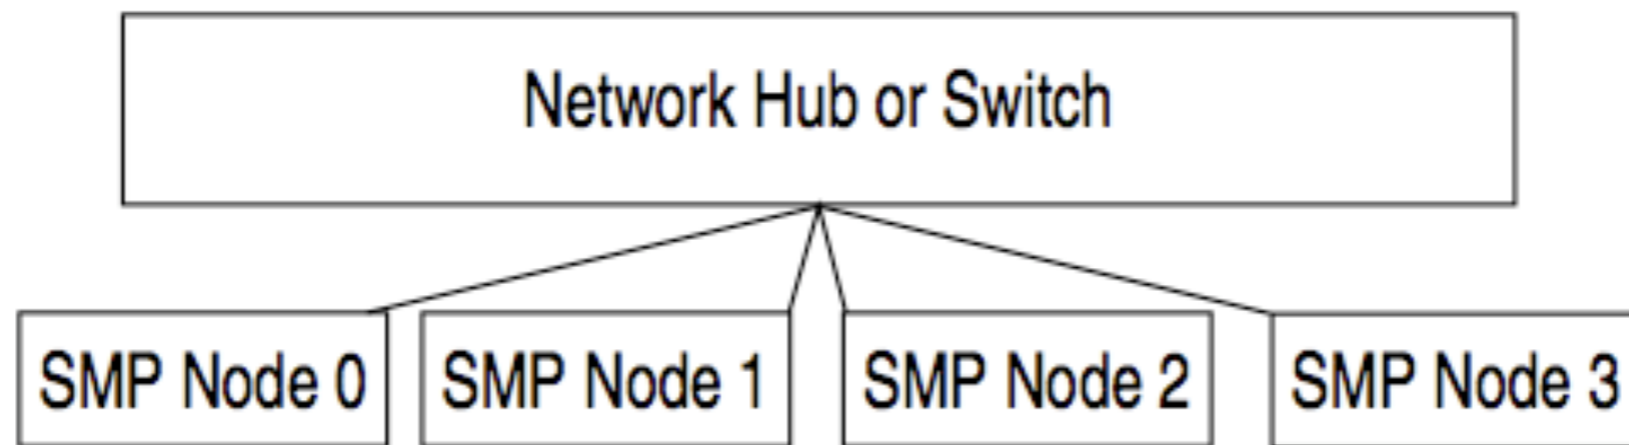 Network Hub or Switch
SMP Node 0
SMP Node 1
SMP Node 2
SMP Node 3